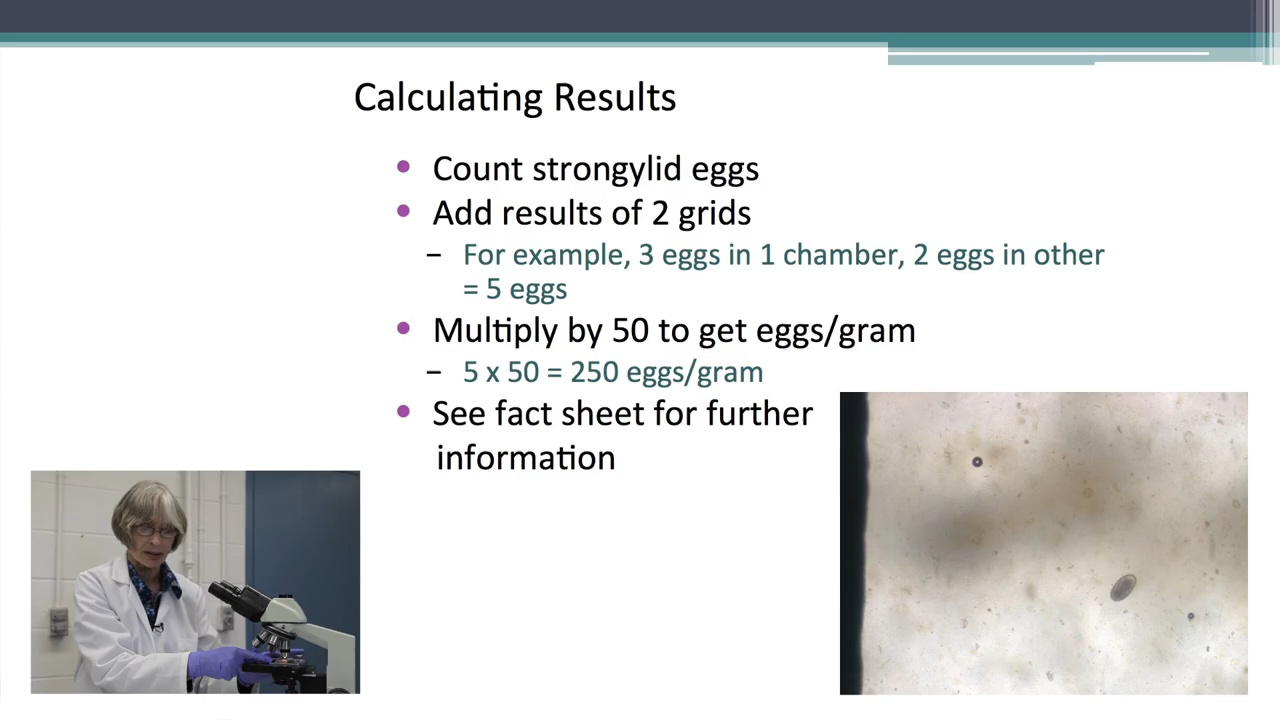 Calculating Results
• Count strongylid eggs
• Add results of 2 grids
– For example, 3 eggs in 1 chamber, 2 eggs in other
= 5 eggs
• Multiply by 50 to get eggs/gram
– 5 x 50 = 250 eggs/gram
• See fact sheet for further
information